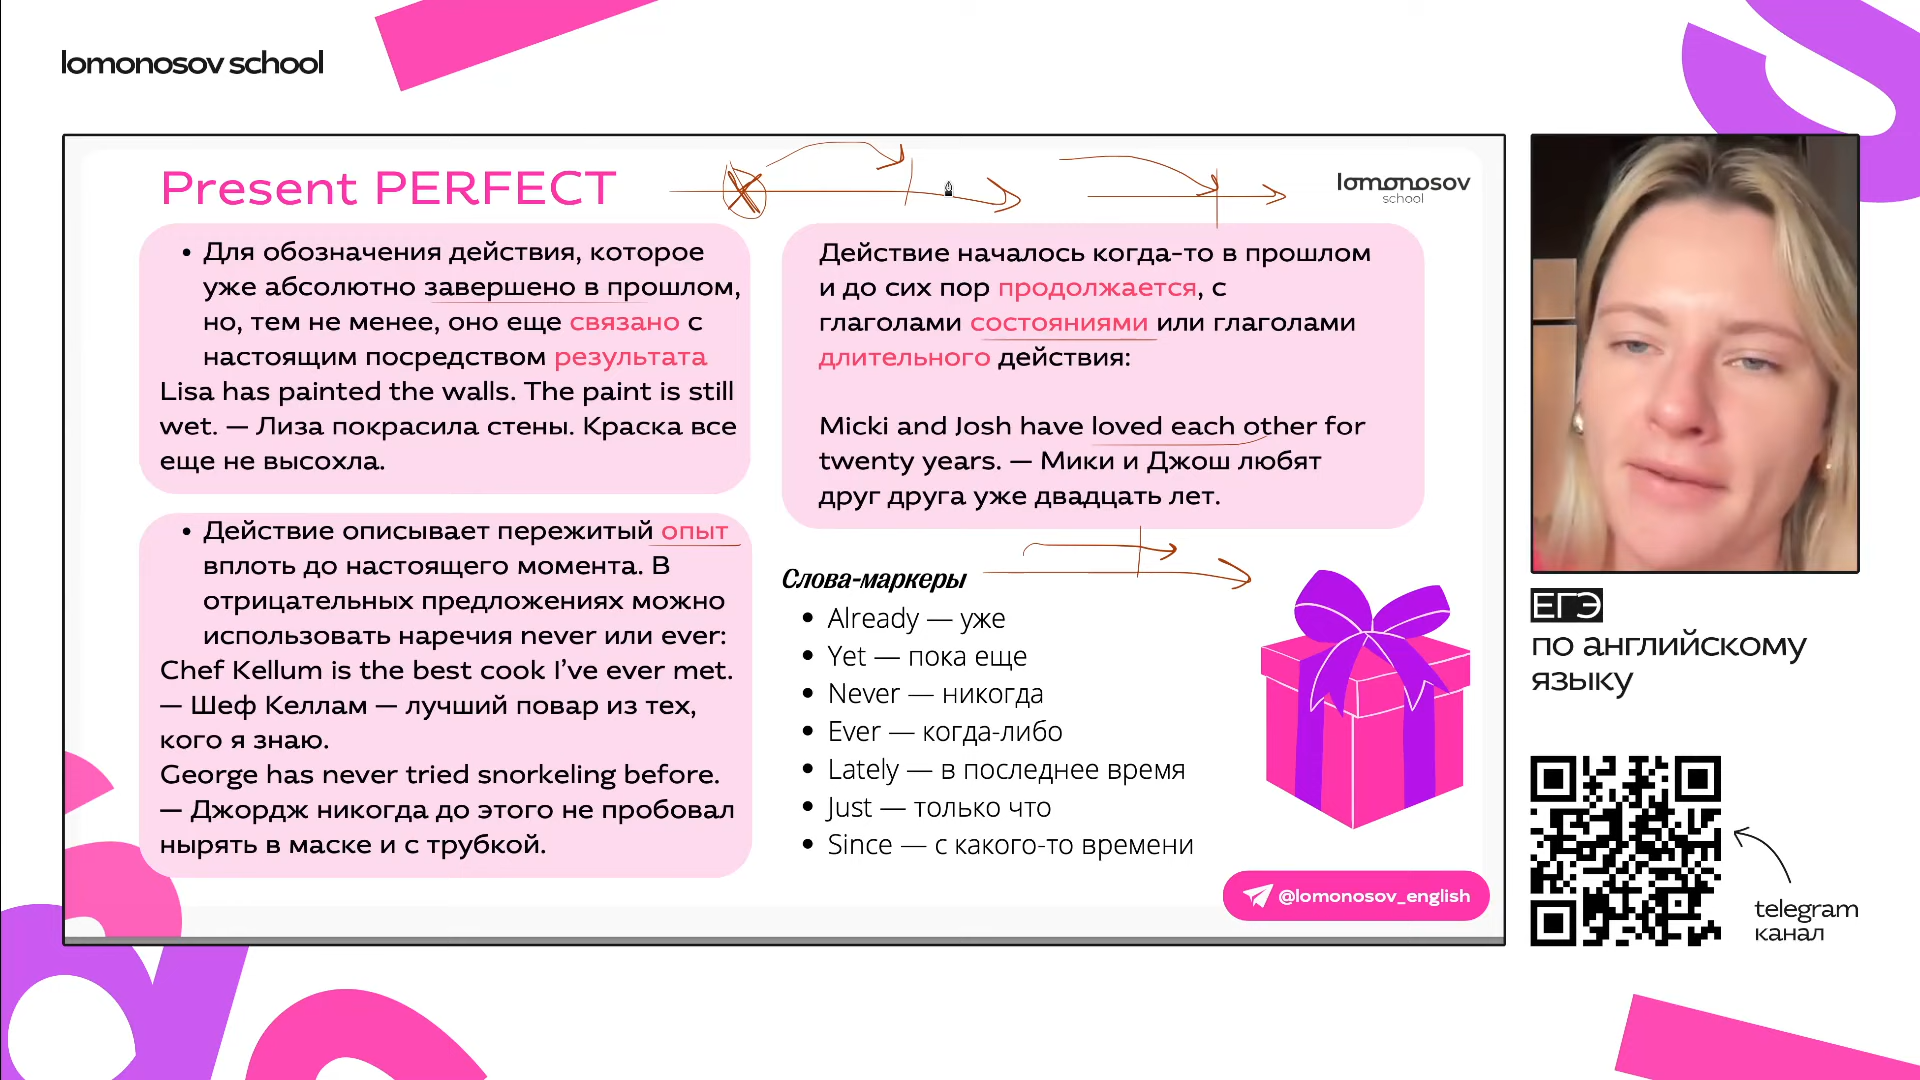 lomonosov school
Present PERFECT
lomonosov
school
• Для обозначения действия, которое
уже абсолютно завершено в прошлом,
но, тем не менее, оно еще связано с
настоящим посредством результата
Lisa has painted the walls. The paint is still
wet. — Лиза покрасила стены. Краска все
еще не высохла.
• Действие описывает пережитый опыт
вплоть до настоящего момента. В
отрицательных предложениях можно
использовать наречия never или ever:
Chef Kellum is the best cook I’ve ever met.
— Шеф Келлам — лучший повар из тех,
кого я знаю.
George has never tried snorkeling before.
— Джордж никогда до этого не пробовал
нырять в маске и с трубкой.
Действие началось когда-то в прошлом
и до сих пор продолжается, с
глаголами состояниями или глаголами
длительного действия:
Micki and Josh have loved each other for
twenty years. — Мики и Джош любят
друг друга уже двадцать лет.
Слова-маркеры
• Already — уже
• Yet — пока еще
• Never — никогда
• Ever — когда-либо
• Lately — в последнее время
• Just — только что
• Since — с какого-то времени
@lomonosov_english
ЕГЭ
по английскому
языку
telegram
канал